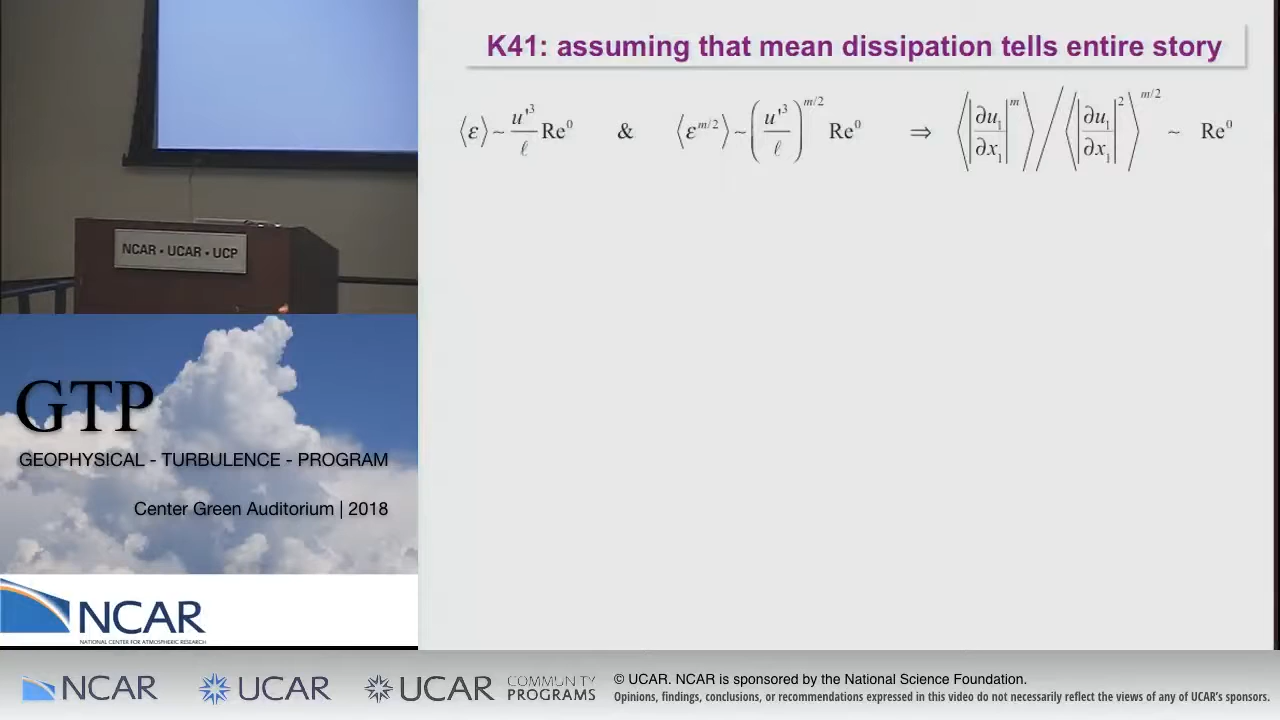 K41: assuming that mean dissipation tells entire story
⟨ε⟩ ~ u'³/ℓ Re⁰ & ⟨ε^{m/2}⟩ ~ (u'³/ℓ)^{m/2} Re⁰ ⇒ ⟨|∂u₁/∂x₁|^m⟩ / ⟨|∂u₁/∂x₁|²⟩^{m/2} ~ Re⁰
NCAR • UCAR • UCP
GTP
GEOPHYSICAL - TURBULENCE - PROGRAM
Center Green Auditorium | 2018
NCAR
NATIONAL CENTER FOR ATMOSPHERIC RESEARCH
NCAR
UCAR
UCAR
COMMUNITY
PROGRAMS
© UCAR. NCAR is sponsored by the National Science Foundation.
Opinions, findings, conclusions, or recommendations expressed in this video do not necessarily reflect the views of any of UCAR's sponsors.